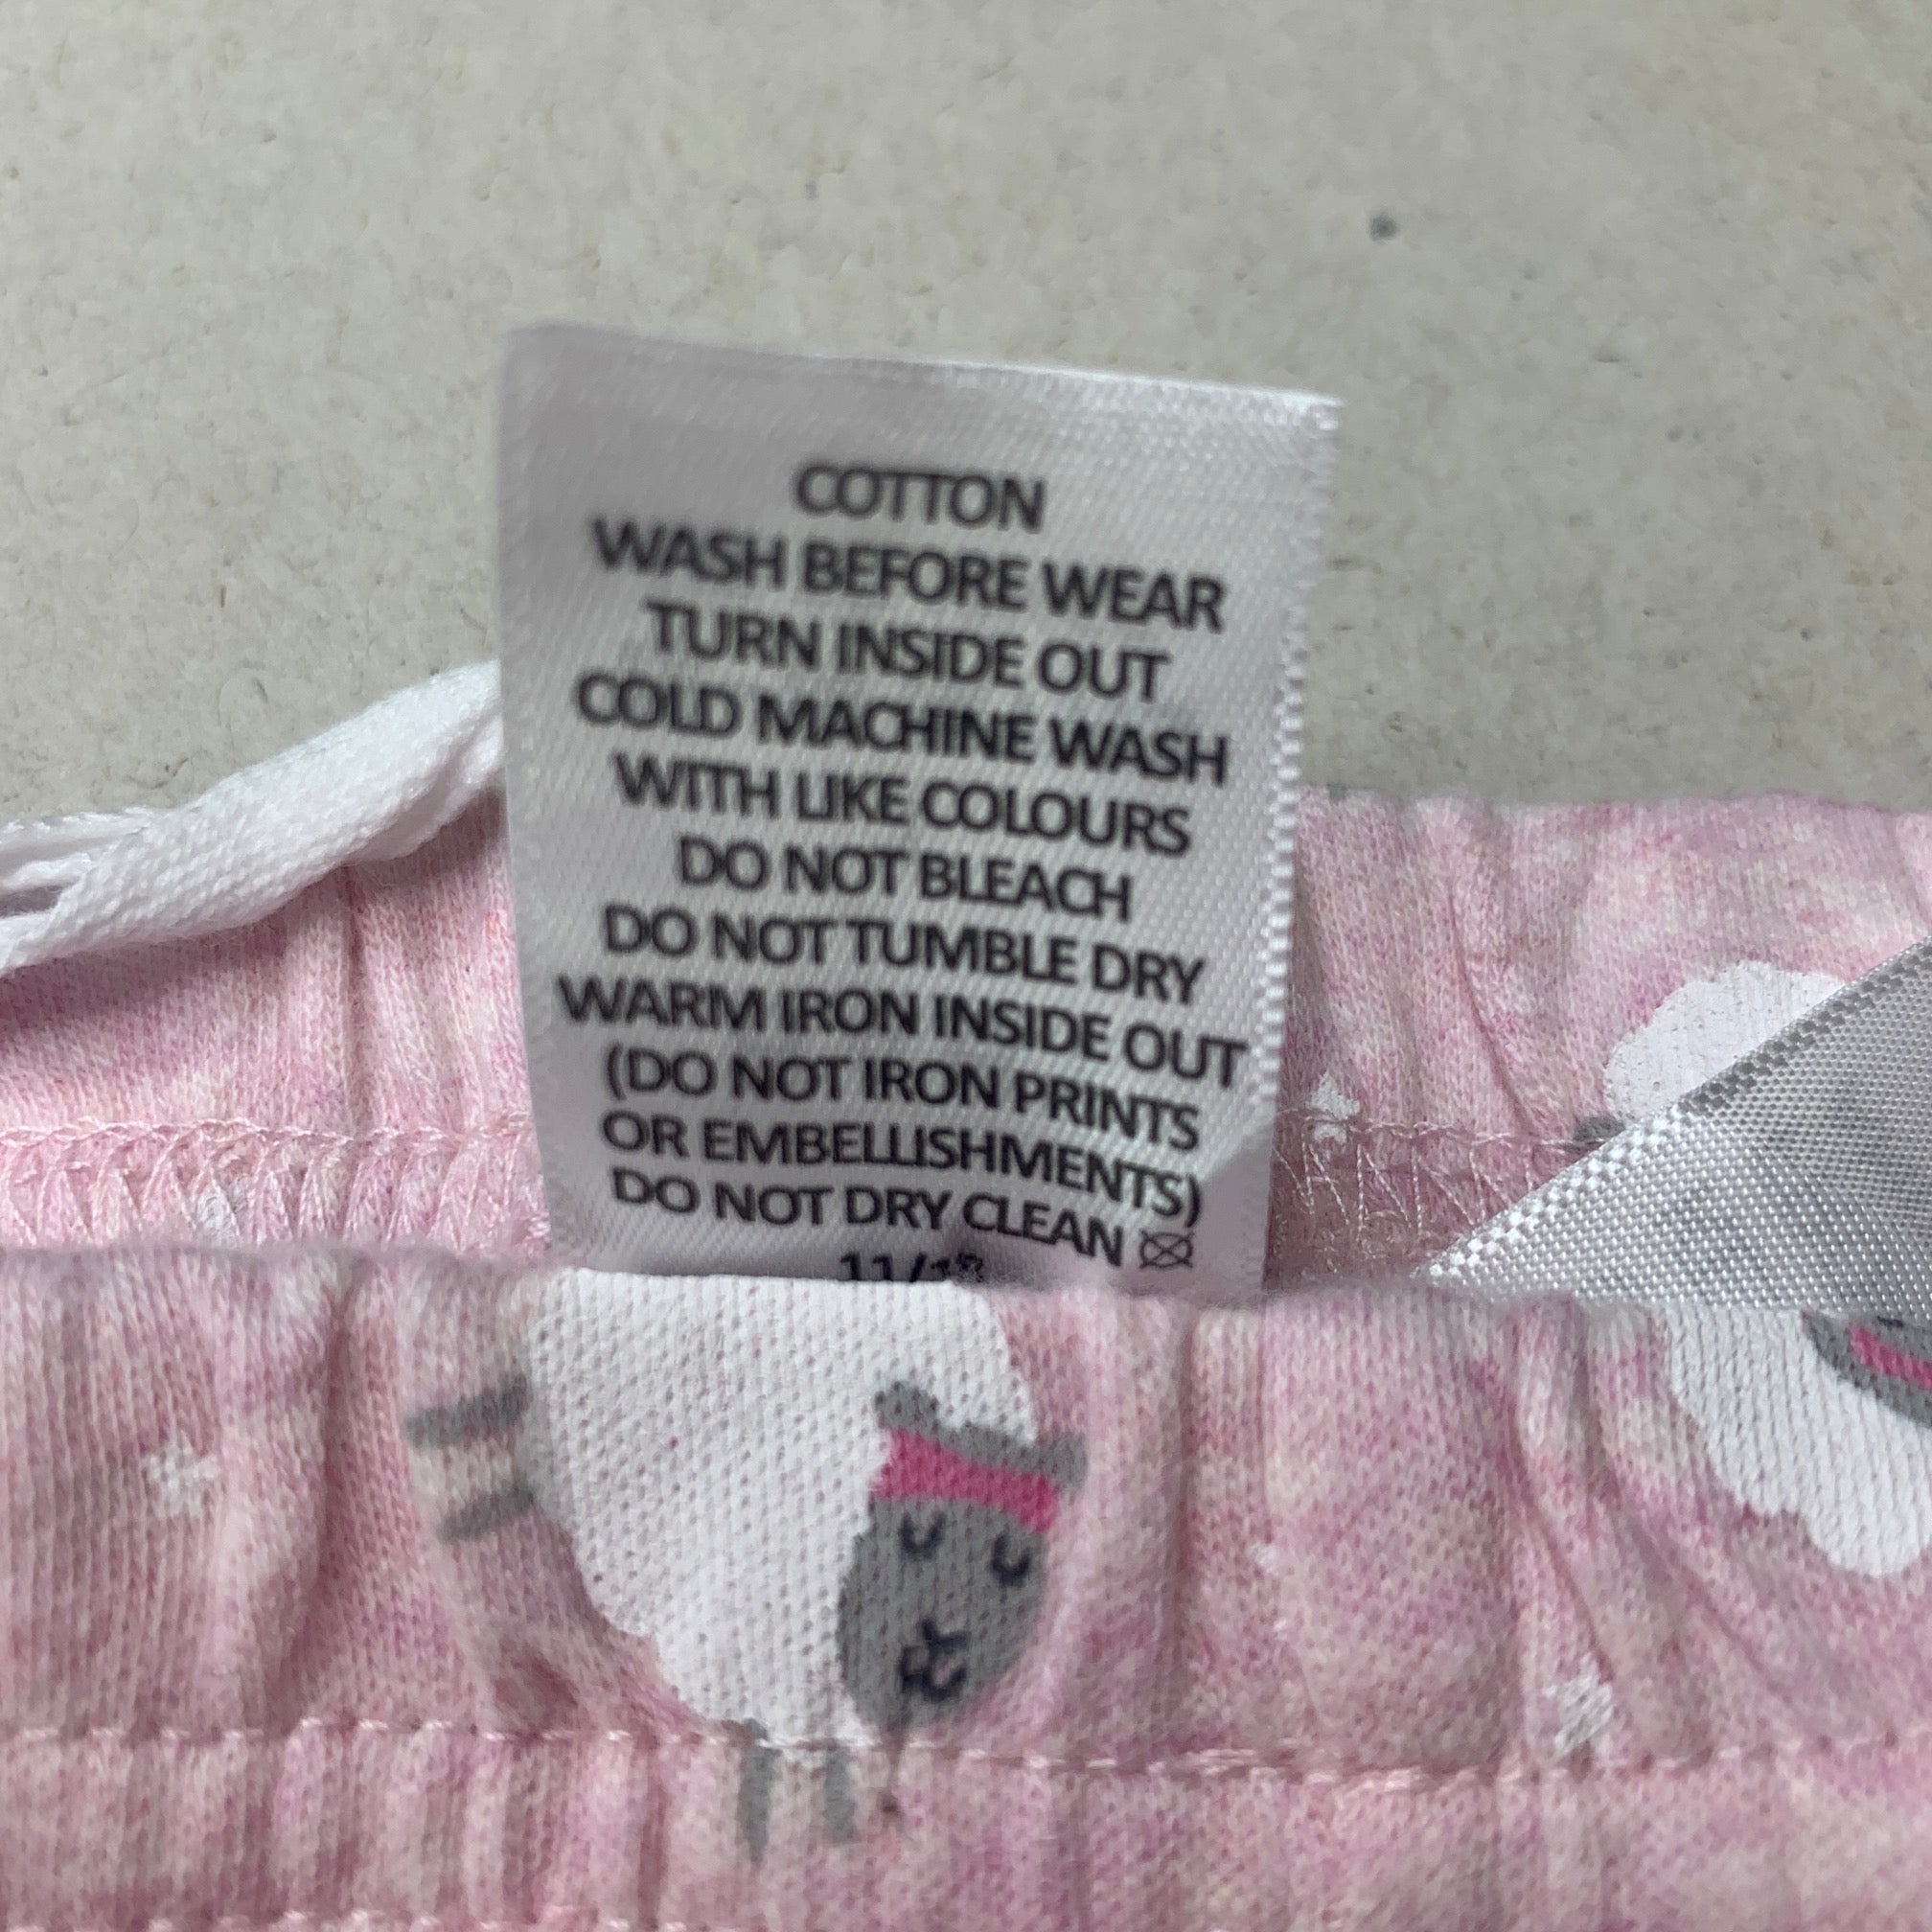 COTTON
WASH BEFORE WEAR
TURN INSIDE OUT
COLD MACHINE WASH
WITH LIKE COLOURS
DO NOT BLEACH
DO NOT TUMBLE DRY
WARM IRON INSIDE OUT
(DO NOT IRON PRINTS
OR EMBELLISHMENTS)
DO NOT DRY CLEAN